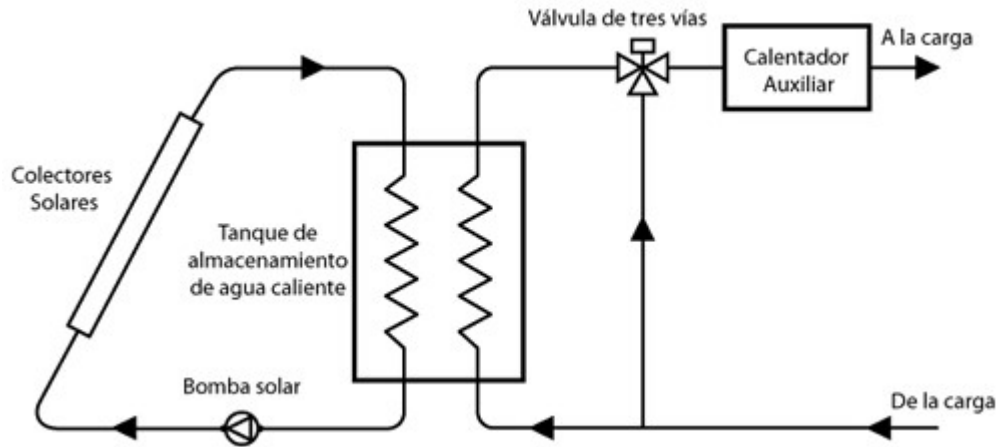 Válvula de tres vías
A la carga
Calentador
Auxiliar
Colectores
Solares
Tanque de
almacenamiento
de agua caliente
Bomba solar
De la carga